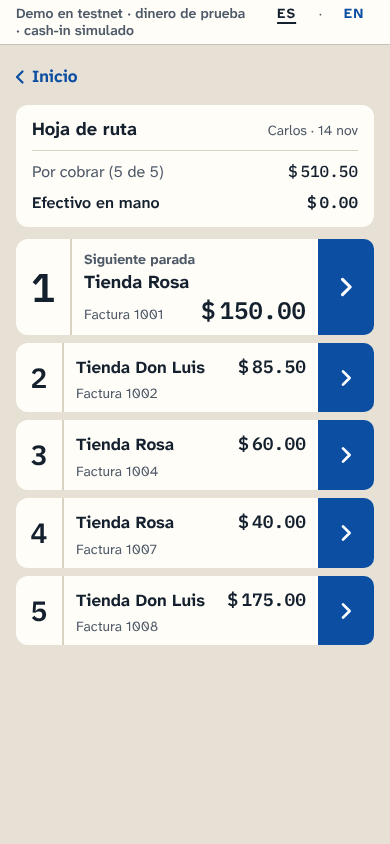 Demo en testnet · dinero de prueba
· cash-in simulado
ES · EN
Inicio
Hoja de ruta
Carlos · 14 nov
Por cobrar (5 de 5)
$510.50
Efectivo en mano
$0.00
1
Siguiente parada
Tienda Rosa
Factura 1001
$150.00
2
Tienda Don Luis
$85.50
Factura 1002
3
Tienda Rosa
$60.00
Factura 1004
4
Tienda Rosa
$40.00
Factura 1007
5
Tienda Don Luis
$175.00
Factura 1008